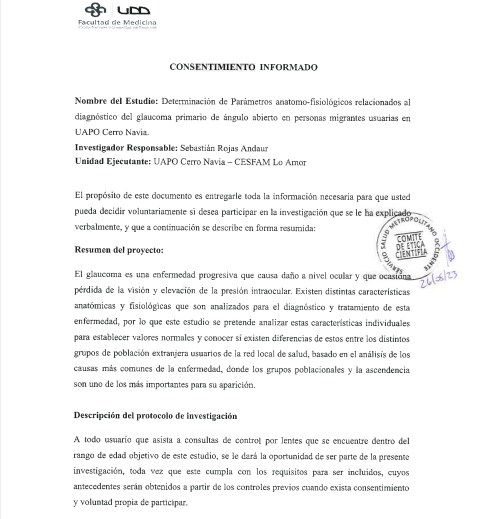 UDD
Facultad de Medicina
CONSENTIMIENTO INFORMADO
Nombre del Estudio: Determinación de Parámetros anatomo-fisiológicos relacionados al
diagnóstico del glaucoma primario de ángulo abierto en personas migrantes usuarias en
UAPO Cerro Navia.
Investigador Responsable: Sebastián Rojas Andaur
Unidad Ejecutante: UAPO Cerro Navia – CESFAM Lo Amor
El propósito de este documento es entregarle toda la información necesaria para que usted
pueda decidir voluntariamente si desea participar en la investigación que se le ha explicado
verbalmente, y que a continuación se describe en forma resumida:
SERVICIO SALUD METROPOLITANO OCCIDENTE
COMITE
DE ETICA
CIENTIFIA
26/05/23
Resumen del proyecto:
El glaucoma es una enfermedad progresiva que causa daño a nivel ocular y que ocasiona
pérdida de la visión y elevación de la presión intraocular. Existen distintas características
anatómicas y fisiológicas que son analizados para el diagnóstico y tratamiento de esta
enfermedad, por lo que este estudio se pretende analizar estas características individuales
para establecer valores normales y conocer si existen diferencias de estos entre los distintos
grupos de población extranjera usuarios de la red local de salud, basado en el análisis de los
causas más comunes de la enfermedad, donde los grupos poblacionales y la ascendencia
son uno de los más importantes para su aparición.
Descripción del protocolo de investigación
A todo usuario que asista a consultas de control por lentes que se encuentre dentro del
rango de edad objetivo de este estudio, se le dará la oportunidad de ser parte de la presente
investigación, toda vez que este cumpla con los requisitos para ser incluidos, cuyos
antecedentes serán obtenidos a partir de los controles previos cuando exista consentimiento
y voluntad propia de participar.